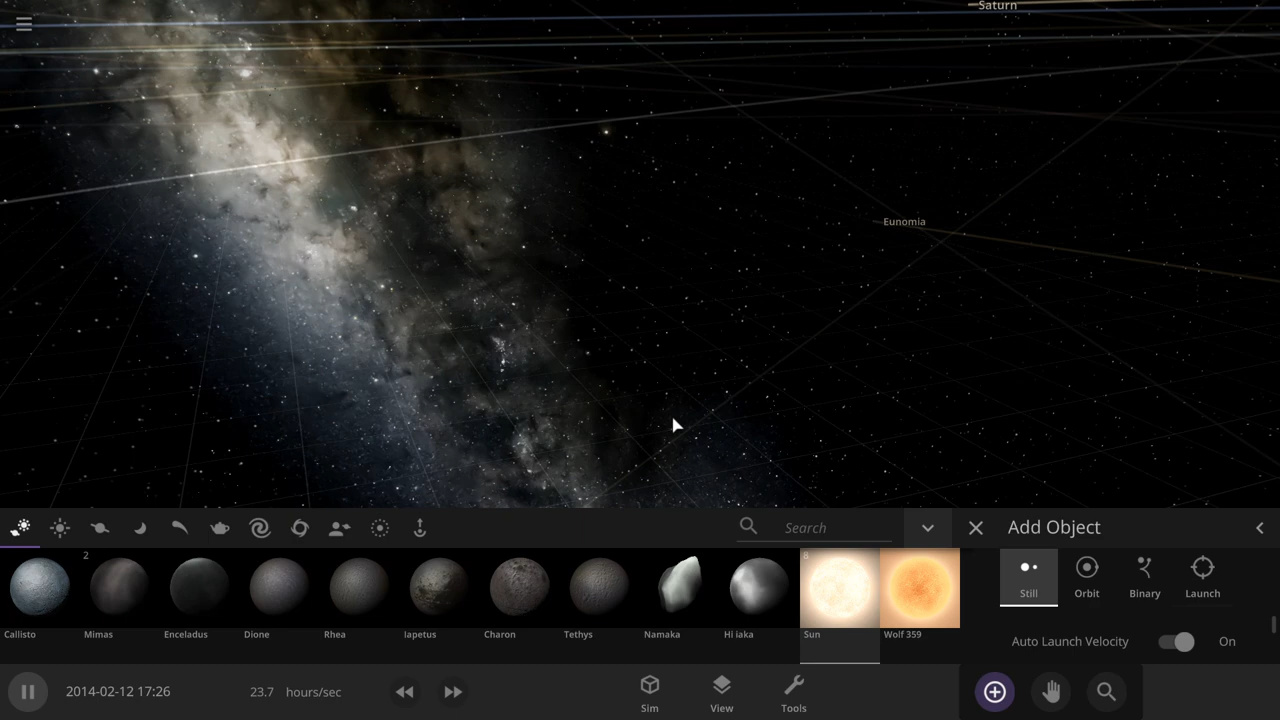 Saturn
Eunomia
Search
Add Object
2
8
Callisto
Mimas
Enceladus
Dione
Rhea
Iapetus
Charon
Tethys
Namaka
Hi iaka
Sun
Wolf 359
Still
Orbit
Binary
Launch
Auto Launch Velocity
On
2014-02-12 17:26
23.7 hours/sec
Sim
View
Tools